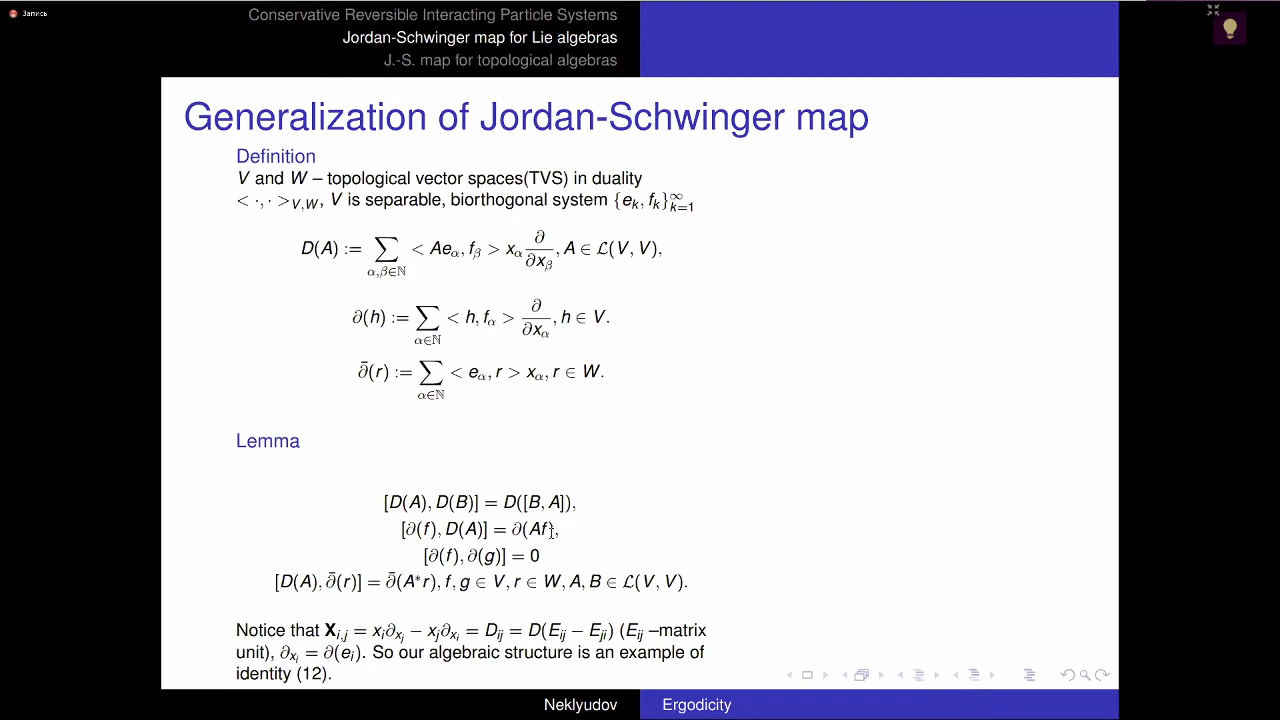 Запись
Conservative Reversible Interacting Particle Systems
Jordan-Schwinger map for Lie algebras
J.-S. map for topological algebras
Generalization of Jordan-Schwinger map
Definition
V and W – topological vector spaces(TVS) in duality
< ·, · >_{V,W}, V is separable, biorthogonal system {e_k, f_k}_{k=1}^∞
D(A) := ∑_{α,β∈ℕ} < Ae_α, f_β > x_α ∂/∂x_β, A ∈ ℒ(V, V),
∂(h) := ∑_{α∈ℕ} < h, f_α > ∂/∂x_α, h ∈ V.
∂̄(r) := ∑_{α∈ℕ} < e_α, r > x_α, r ∈ W.
Lemma
[D(A), D(B)] = D([B, A]),
[∂(f), D(A)] = ∂(Af),
[∂(f), ∂(g)] = 0
[D(A), ∂̄(r)] = ∂̄(A*r), f, g ∈ V, r ∈ W, A, B ∈ ℒ(V, V).
Notice that X_{i,j} = x_i∂_{x_j} − x_j∂_{x_i} = D_{ij} = D(E_{ij} − E_{ji}) (E_{ij} –matrix
unit), ∂_{x_i} = ∂(e_i). So our algebraic structure is an example of
identity (12).
Neklyudov
Ergodicity